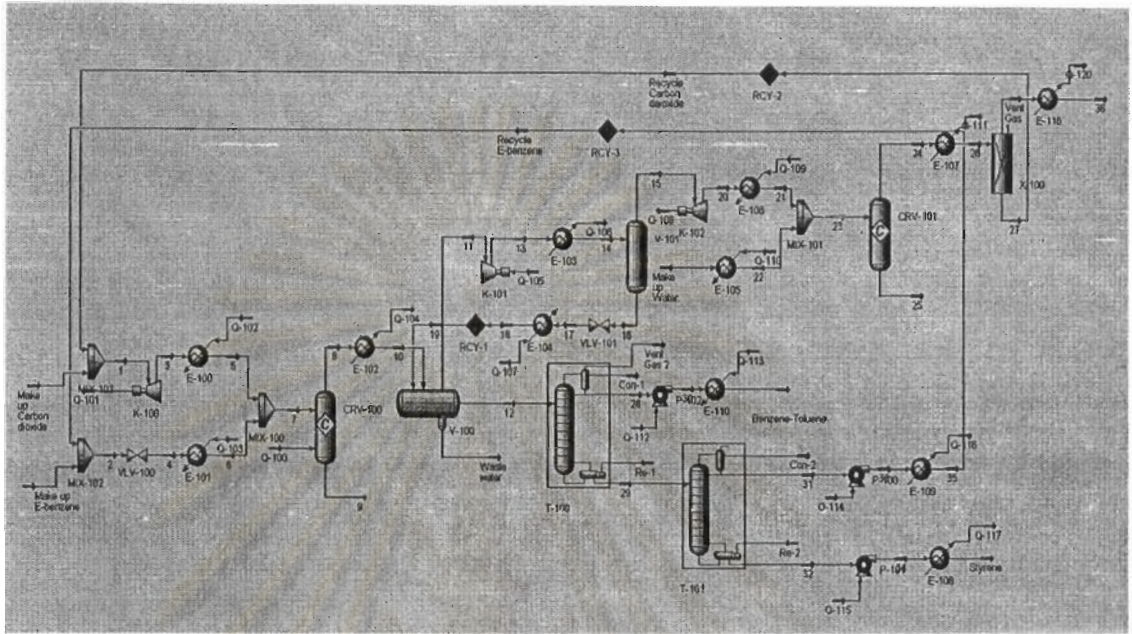 Q-120
Recycle
Carbon
dioxide
RCY-2
Vent
Gas
E-116
36
Recycle
E-benzene
RCY-3
Q-111
24
E-107
26
X-100
27
15
Q-109
20
21
E-106
K-102
V-101
MIX-101
23
CRV-101
25
11
13
Q-106
14
E-103
K-101
Q-105
Make
up
Water
Q-110
22
E-105
Q-102
Q-104
19
RCY-1
18
17
16
E-104
VLV-101
Q-107
8
10
E-102
1
3
5
E-100
MIX-103
Q-101
K-100
Make
up
Carbon
dioxide
MIX-100
7
CRV-100
V-100
12
Vent
Gas 2
Con-1
Q-113
28
E-110
Q-112
Benzene-Toluene
Q-103
2
4
6
VLV-100
E-101
MIX-102
Q-100
9
Make up
E-benzene
Waste
water
Re-1
29
T-100
Con-2
31
Q-116
P-100
E-109
35
Q-114
Re-2
32
T-101
Q-117
P-101
E-108
Styrene
Q-115